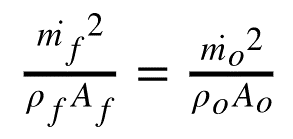 ṁ_f² / (ρ_f A_f) = ṁ_o² / (ρ_o A_o)